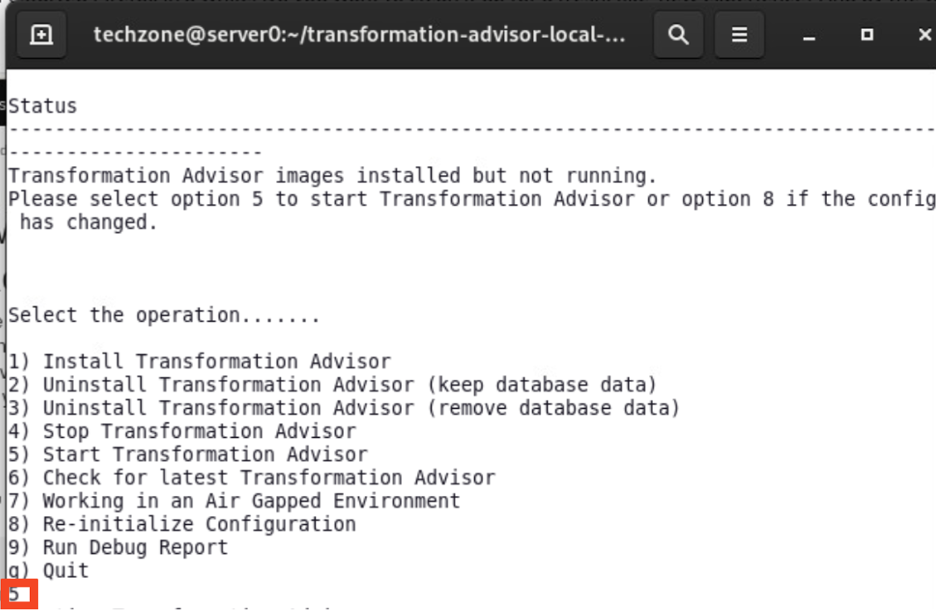 techzone@server0:~/transformation-advisor-local-...
Status
--------------------------------------------------------------------------------
----------------------
Transformation Advisor images installed but not running.
Please select option 5 to start Transformation Advisor or option 8 if the config
has changed.
Select the operation.......
1) Install Transformation Advisor
2) Uninstall Transformation Advisor (keep database data)
3) Uninstall Transformation Advisor (remove database data)
4) Stop Transformation Advisor
5) Start Transformation Advisor
6) Check for latest Transformation Advisor
7) Working in an Air Gapped Environment
8) Re-initialize Configuration
9) Run Debug Report
q) Quit
5